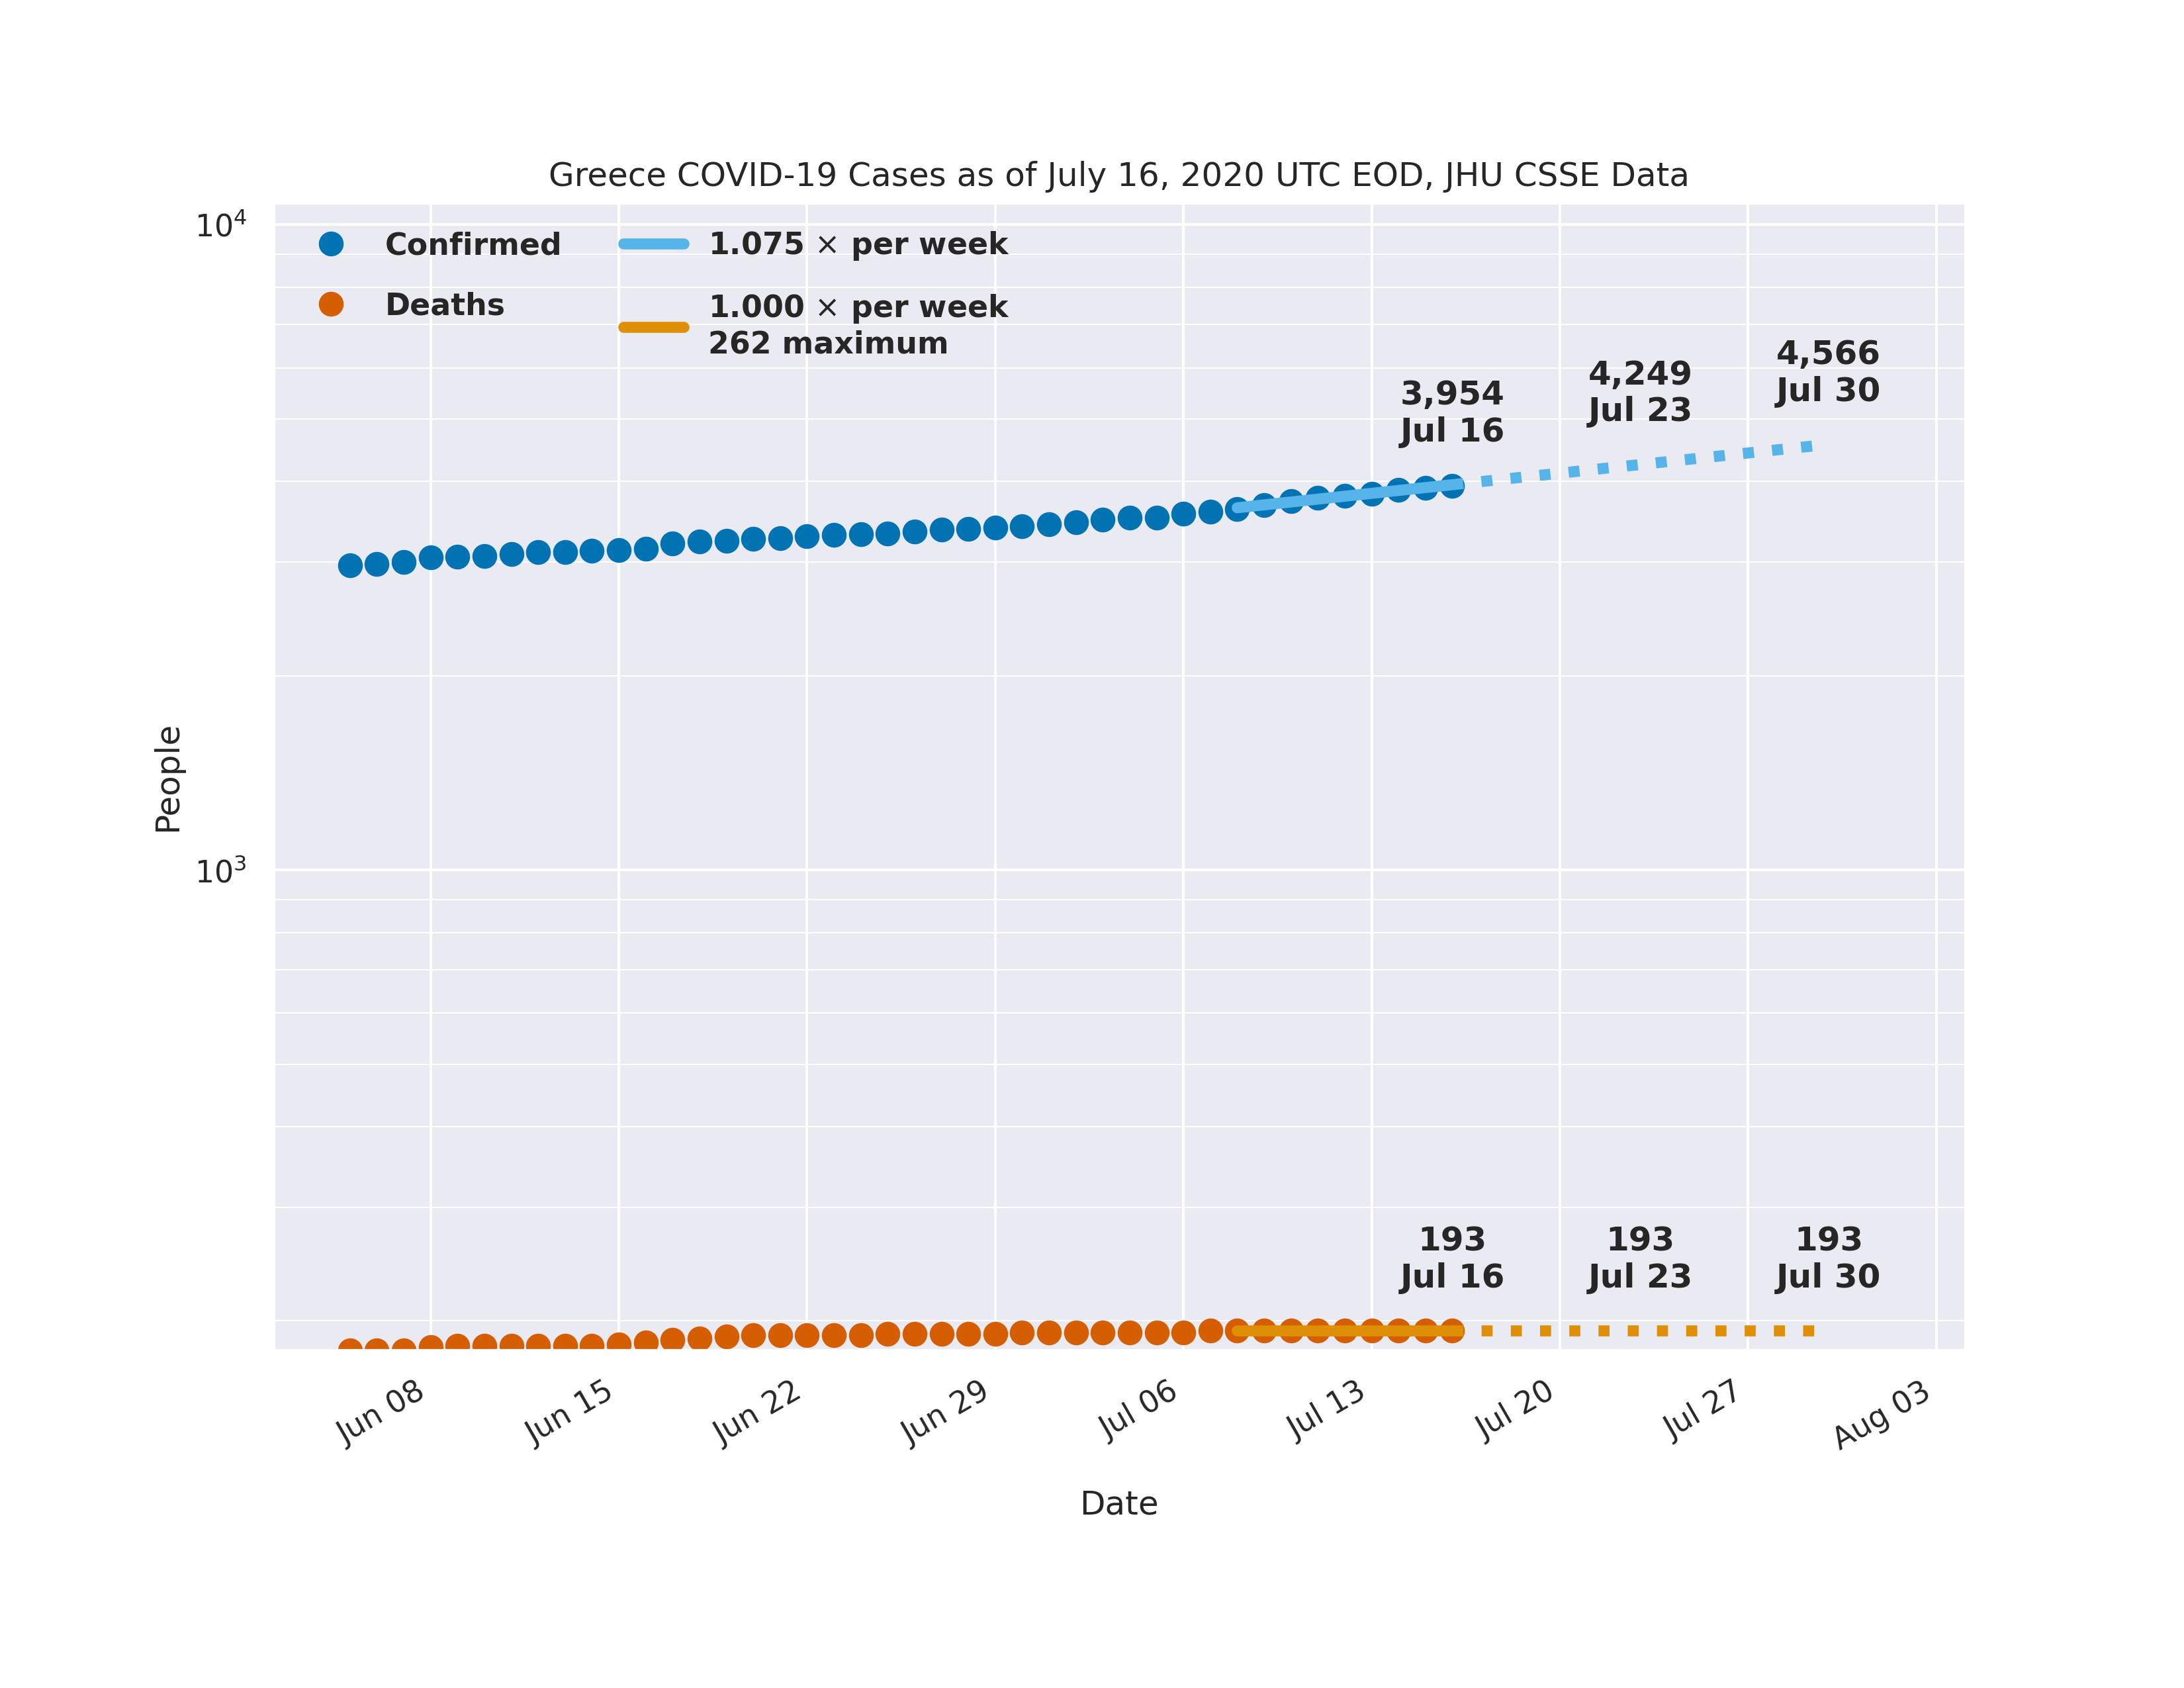 Greece COVID-19 Cases as of July 16, 2020 UTC EOD, JHU CSSE Data
10⁴
Confirmed
1.075 × per week
Deaths
1.000 × per week
262 maximum
3,954
Jul 16
4,249
Jul 23
4,566
Jul 30
People
10³
193
Jul 16
193
Jul 23
193
Jul 30
Jun 08
Jun 15
Jun 22
Jun 29
Jul 06
Jul 13
Jul 20
Jul 27
Aug 03
Date